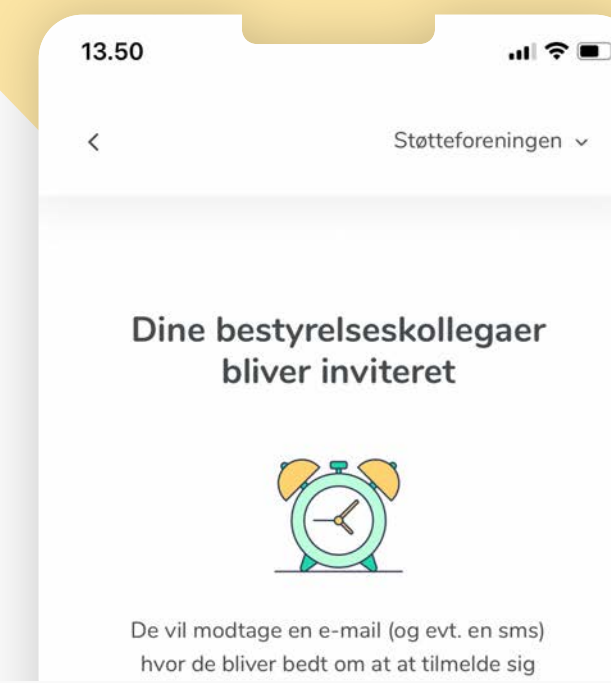 13.50
Støtteforeningen
Dine bestyrelseskollegaer
bliver inviteret
De vil modtage en e-mail (og evt. en sms)
hvor de bliver bedt om at at tilmelde sig